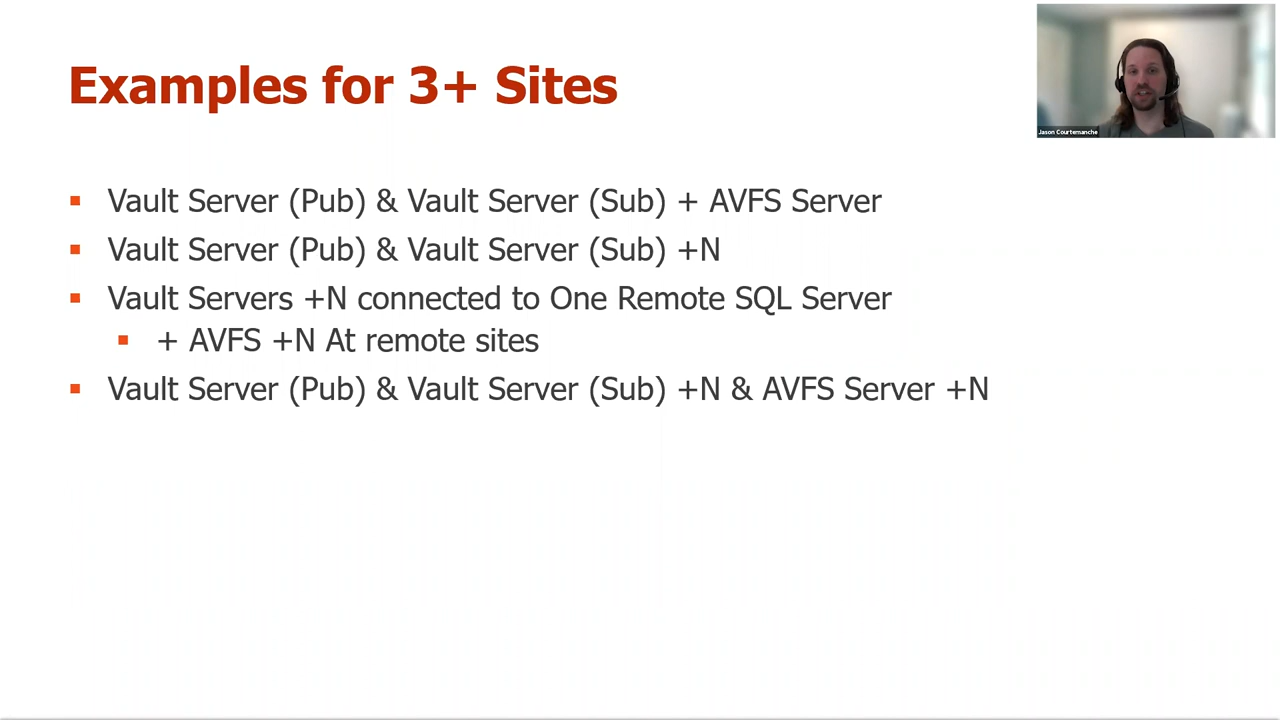 Examples for 3+ Sites
Jason Courtemanche
Vault Server (Pub) & Vault Server (Sub) + AVFS Server
Vault Server (Pub) & Vault Server (Sub) +N
Vault Servers +N connected to One Remote SQL Server
+ AVFS +N At remote sites
Vault Server (Pub) & Vault Server (Sub) +N & AVFS Server +N